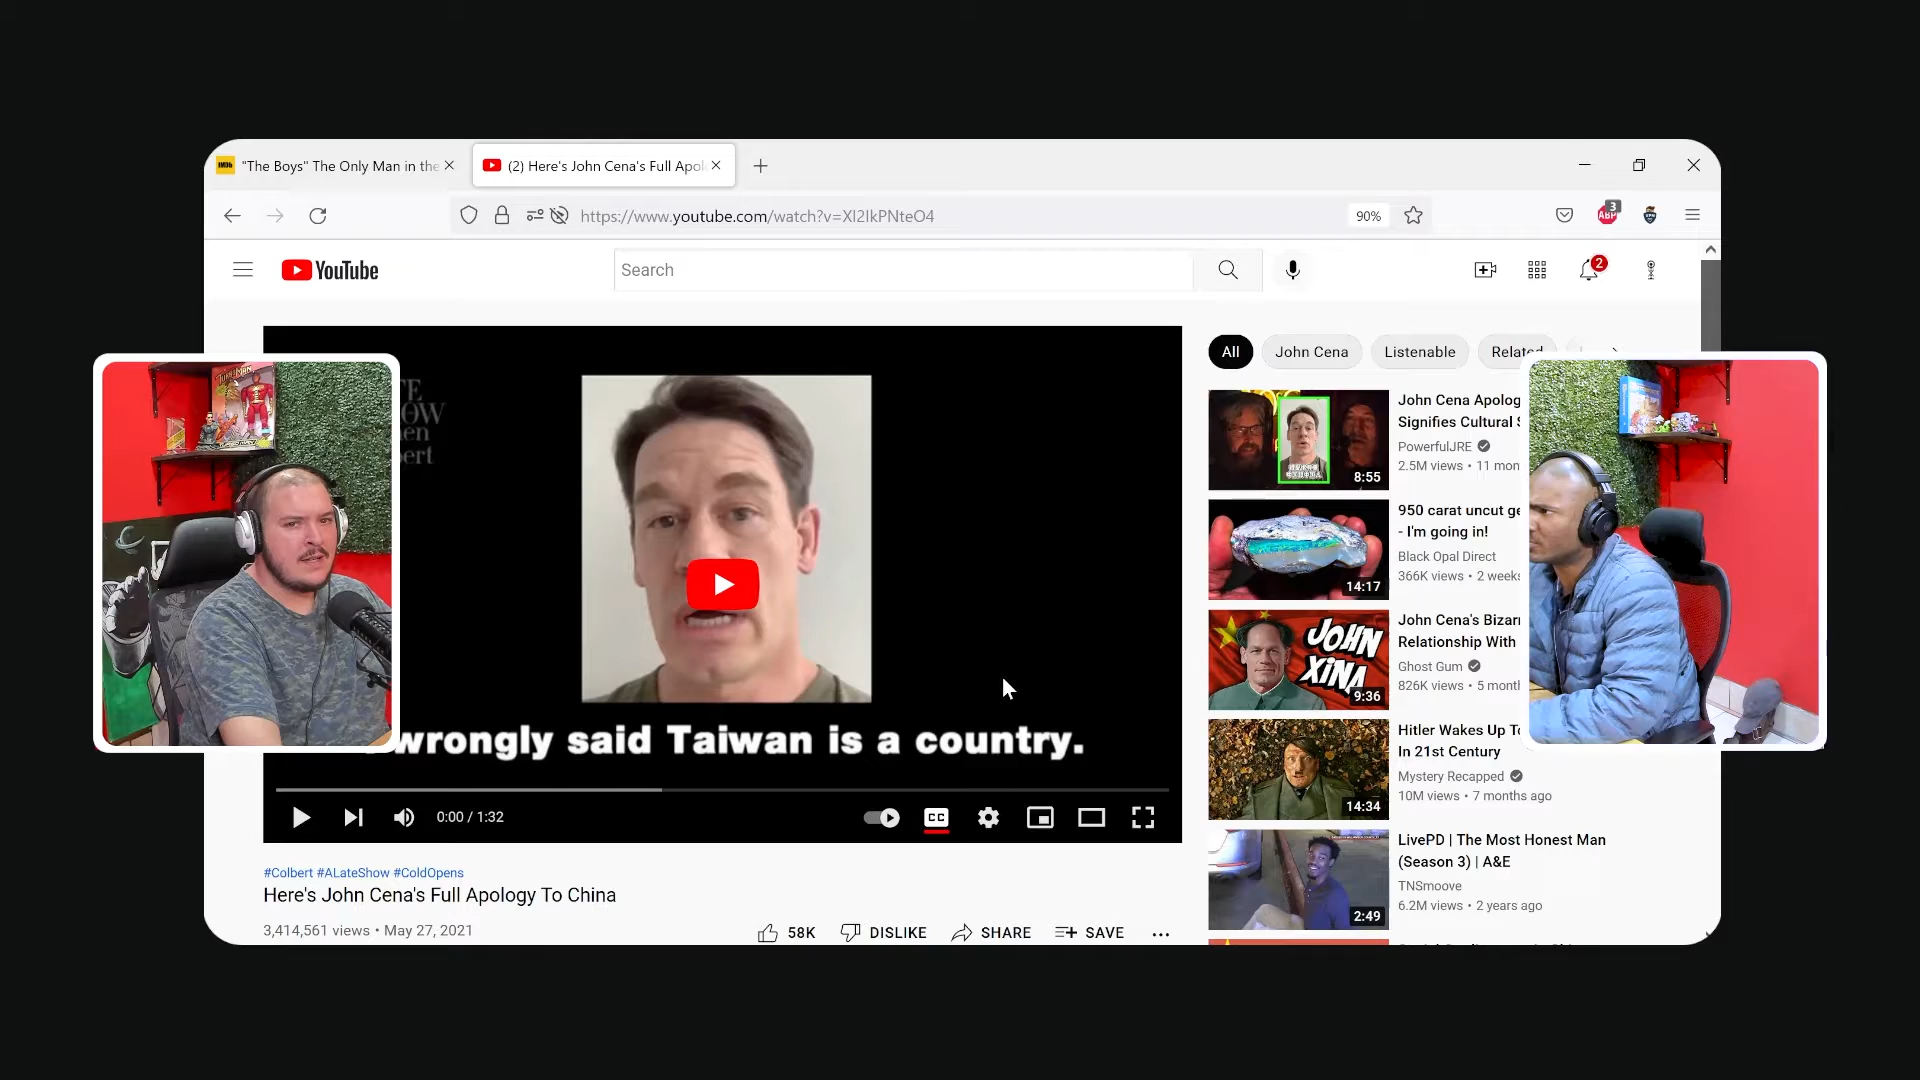 "The Boys" The Only Man in the
(2) Here's John Cena's Full Apol
https://www.youtube.com/watch?v=Xl2IkPNteO4
90%
ABP
3
YouTube
Search
2
wrongly said Taiwan is a country.
0:00 / 1:32
CC
#Colbert #ALateShow #ColdOpens
Here's John Cena's Full Apology To China
3,414,561 views • May 27, 2021
58K
DISLIKE
SHARE
SAVE
All
John Cena
Listenable
Related
John Cena Apolog
Signifies Cultural S
PowerfulJRE
2.5M views • 11 mon
8:55
950 carat uncut ge
- I'm going in!
Black Opal Direct
366K views • 2 weeks
14:17
John Cena's Bizarr
Relationship With
Ghost Gum
826K views • 5 month
JOHN
XINA
9:36
Hitler Wakes Up To
In 21st Century
Mystery Recapped
10M views • 7 months ago
14:34
LivePD | The Most Honest Man
(Season 3) | A&E
TNSmoove
6.2M views • 2 years ago
2:49